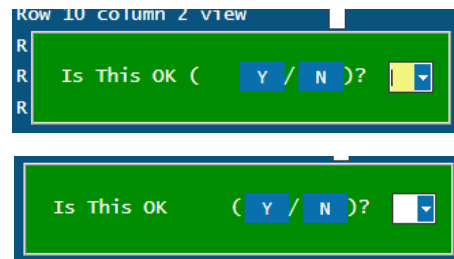 Row 10 column 2 view
R
R
Is This OK ( Y / N )?
R
Is This OK ( Y / N )?